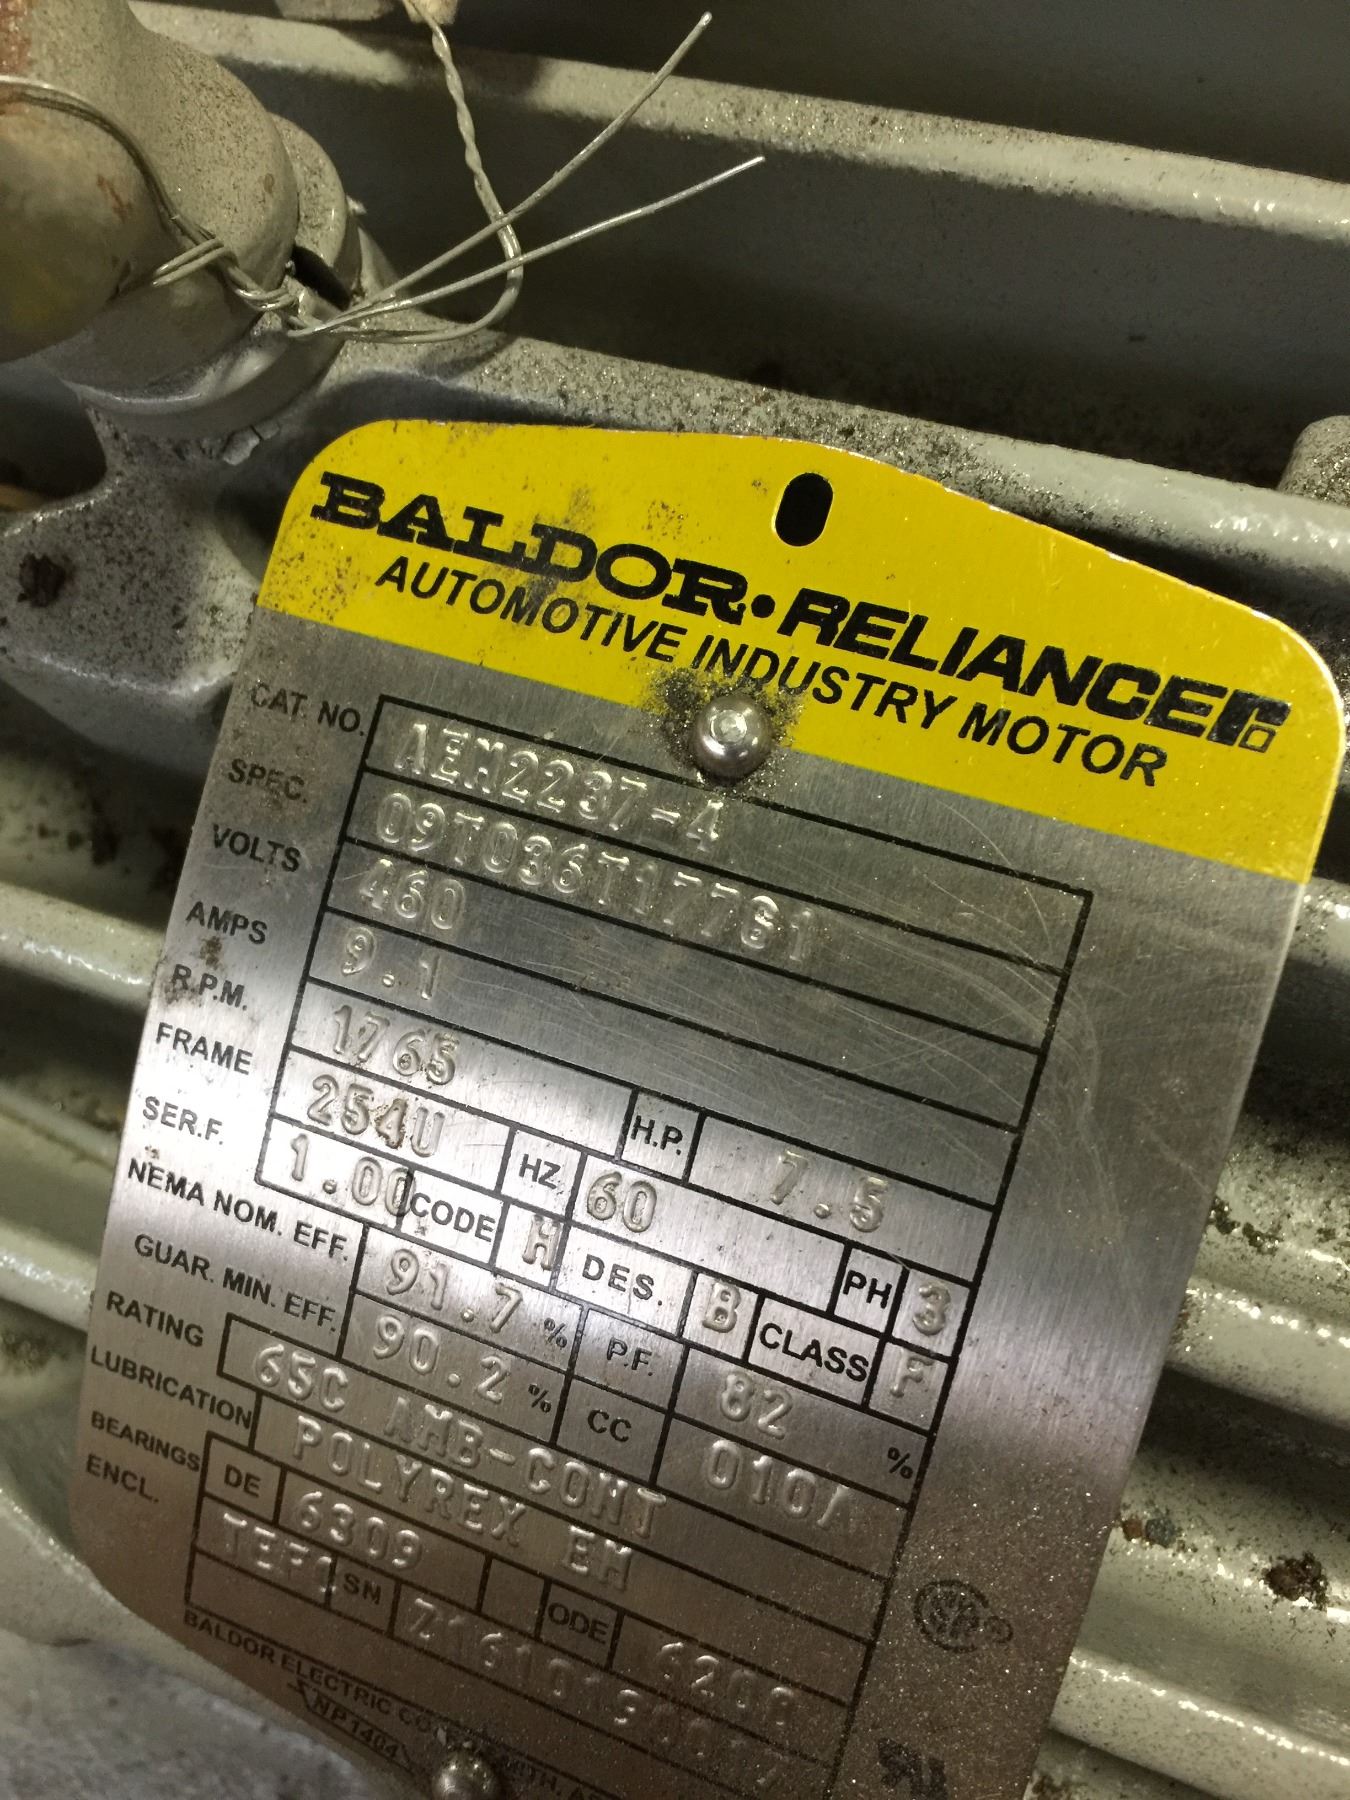 BALDOR•RELIANCER
AUTOMOTIVE INDUSTRY MOTOR
CAT. NO. AEM2237-4
SPEC. 09T036T177G1
VOLTS 460
AMPS 9.1
R.P.M. 1765 H.P. 7.5
FRAME 254U HZ 60 PH 3
SER.F. 1.00 CODE H DES. B CLASS F
NEMA NOM. EFF. 91.7 % P.F. 82 %
GUAR. MIN. EFF. 90.2 % CC 010A
RATING 65C AMB-CONT
LUBRICATION POLYREX EM
BEARINGS DE 6309 ODE
ENCL. TEFC SN
BALDOR ELECTRIC
NP1404